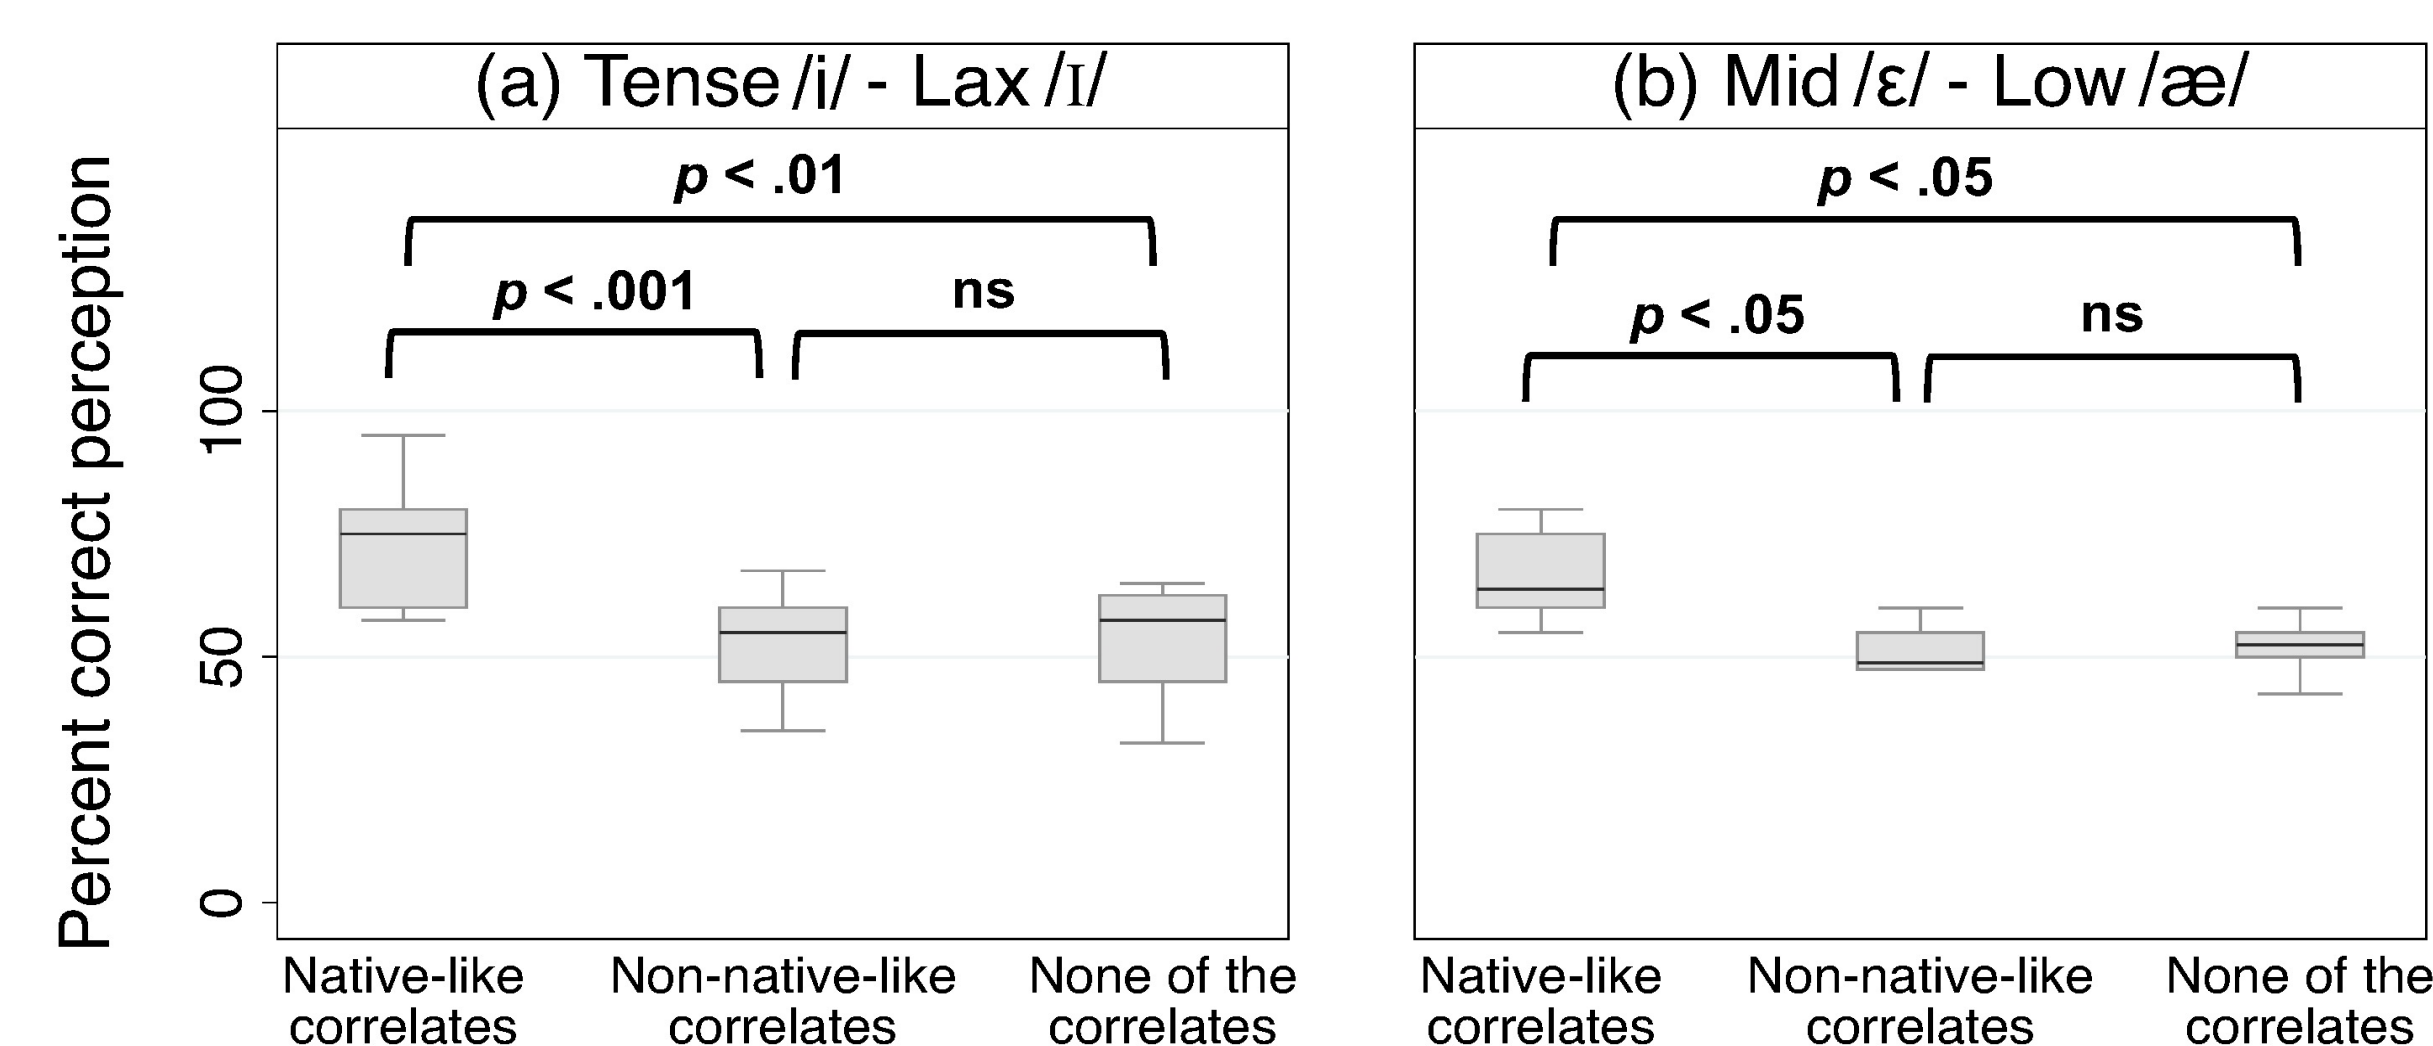 (a) Tense /i/ - Lax /ɪ/
(b) Mid /ɛ/ - Low /æ/
p < .01
p < .05
p < .001
ns
p < .05
ns
Percent correct perception
100
50
0
Native-like
correlates
Non-native-like
correlates
None of the
correlates
Native-like
correlates
Non-native-like
correlates
None of the
correlates